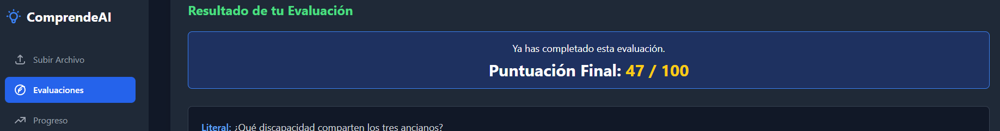 ComprendeAI
Subir Archivo
Evaluaciones
Progreso
Resultado de tu Evaluación
Ya has completado esta evaluación.
Puntuación Final: 47 / 100
Literal: ¿Qué discapacidad comparten los tres ancianos?